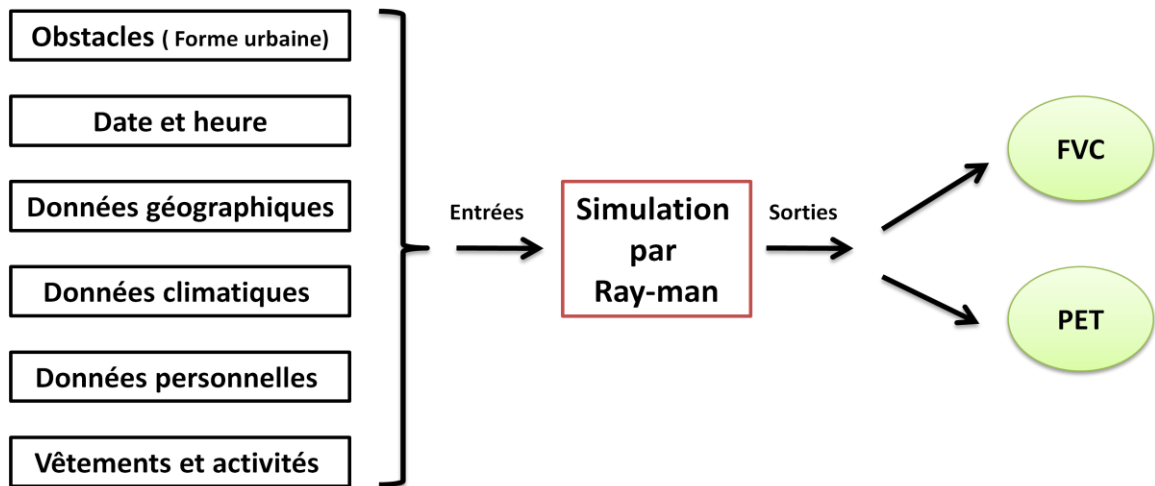 Obstacles ( Forme urbaine)
Date et heure
Données géographiques
Données climatiques
Données personnelles
Vêtements et activités
Entrées
Simulation
par
Ray-man
Sorties
FVC
PET